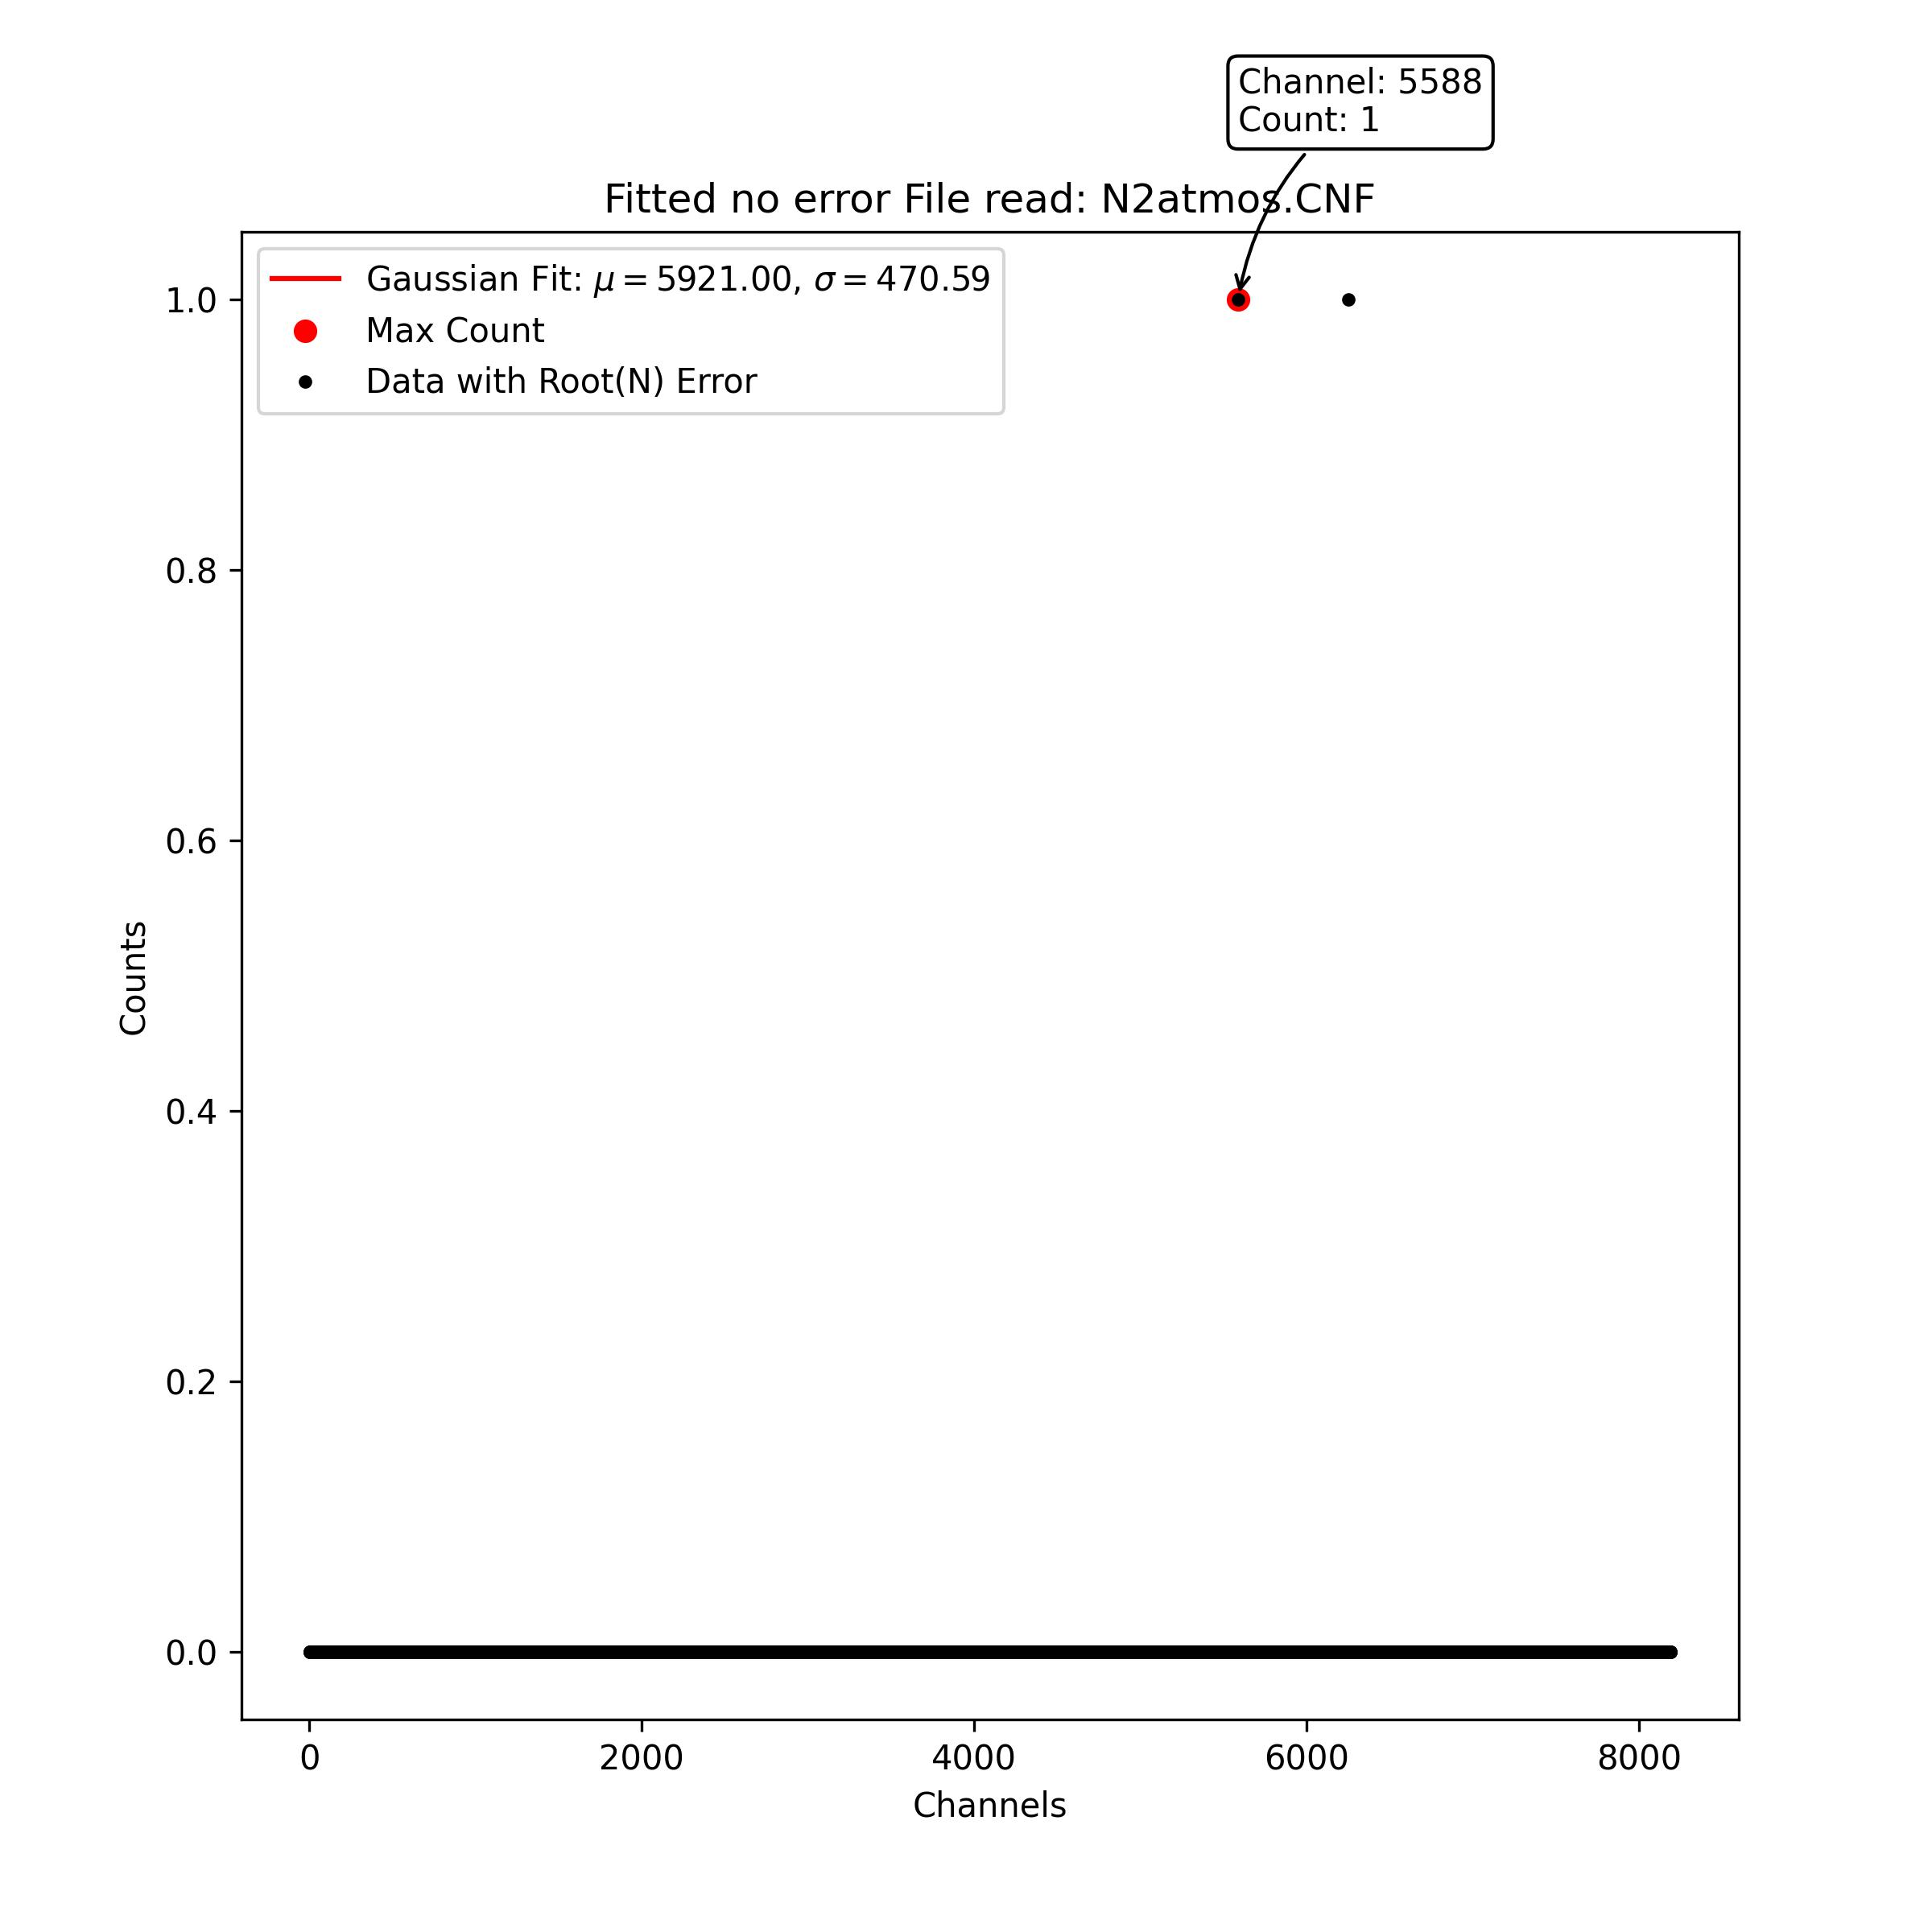 Channel: 5588
Count: 1
Fitted no error File read: N2atmos.CNF
Gaussian Fit: μ = 5921.00, σ = 470.59
Max Count
Data with Root(N) Error
1.0
0.8
0.6
0.4
0.2
0.0
Counts
0 2000 4000 6000 8000
Channels